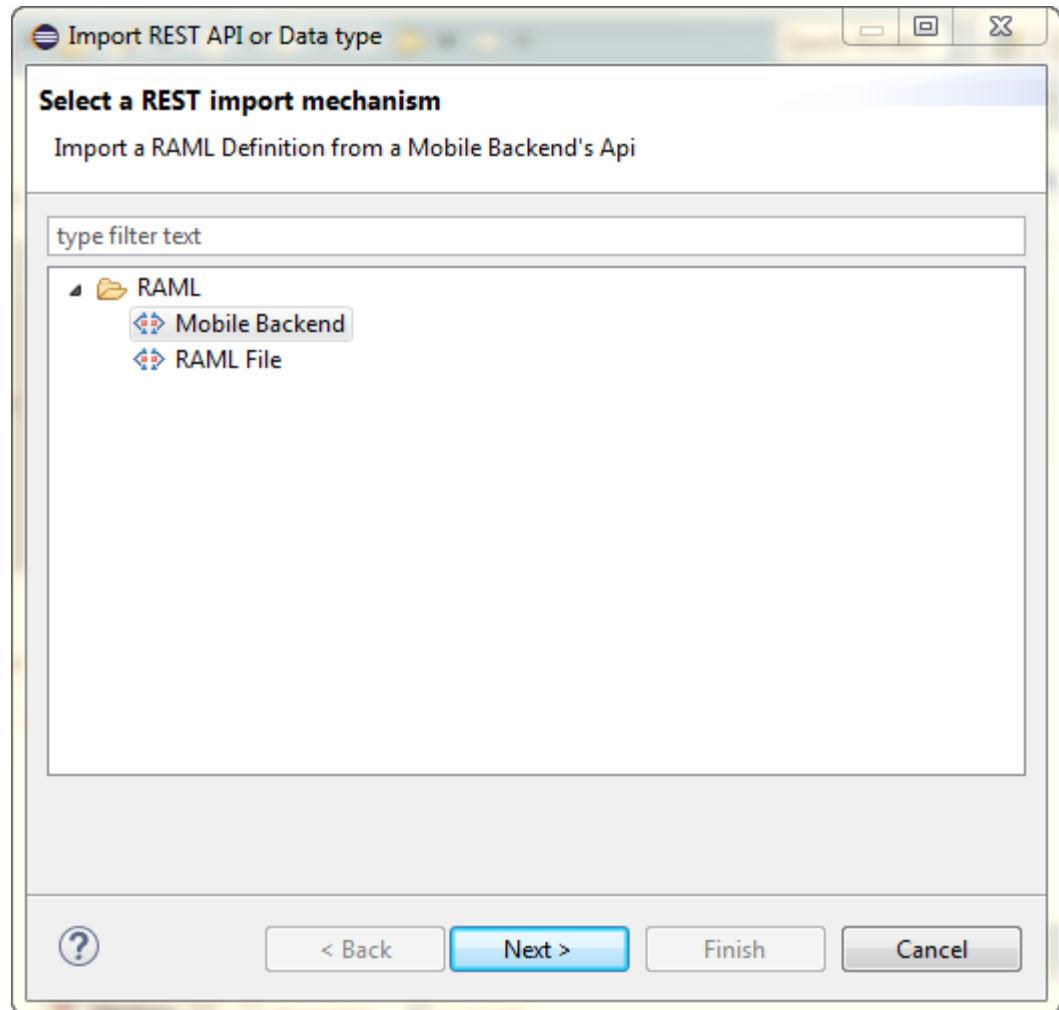 Import REST API or Data type
Select a REST import mechanism
Import a RAML Definition from a Mobile Backend's Api
type filter text
RAML
Mobile Backend
RAML File
? < Back Next > Finish Cancel